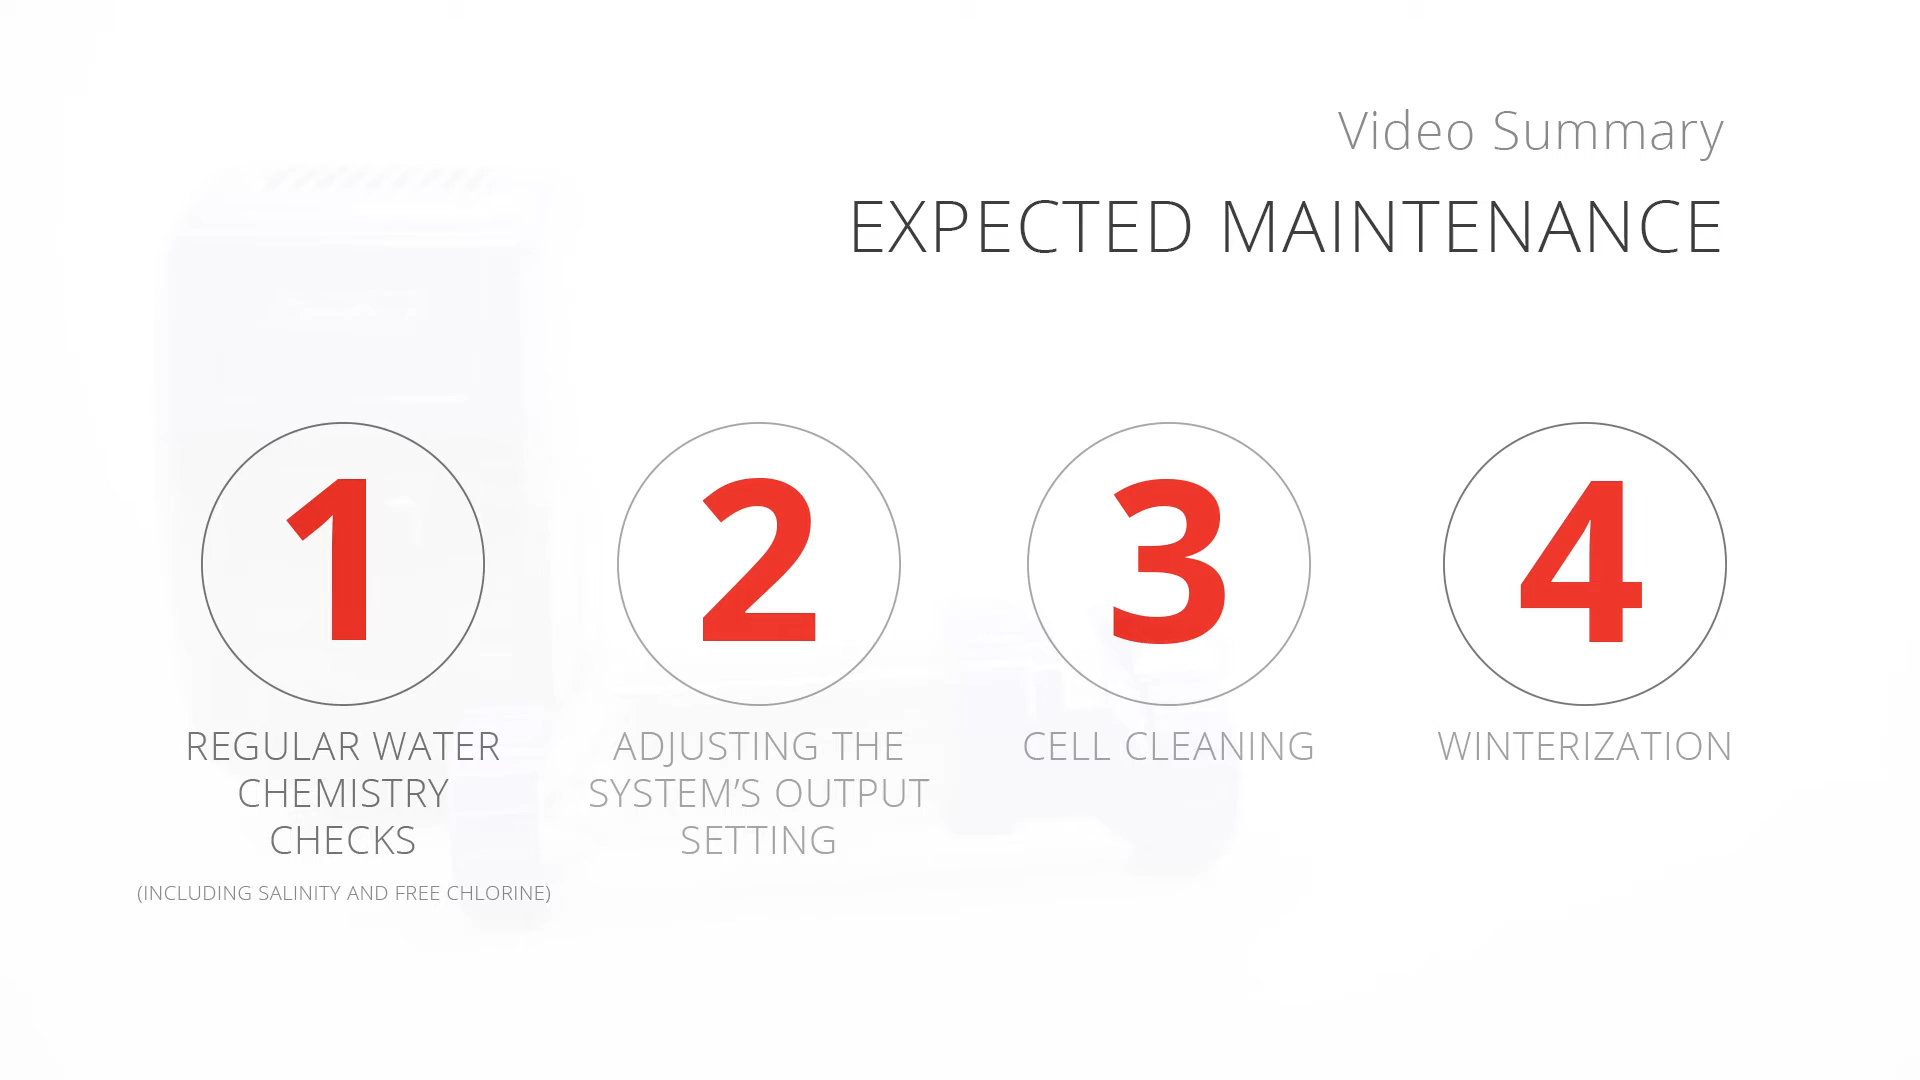 Video Summary
EXPECTED MAINTENANCE
1
REGULAR WATER
CHEMISTRY
CHECKS
(INCLUDING SALINITY AND FREE CHLORINE)
2
ADJUSTING THE
SYSTEM’S OUTPUT
SETTING
3
CELL CLEANING
4
WINTERIZATION